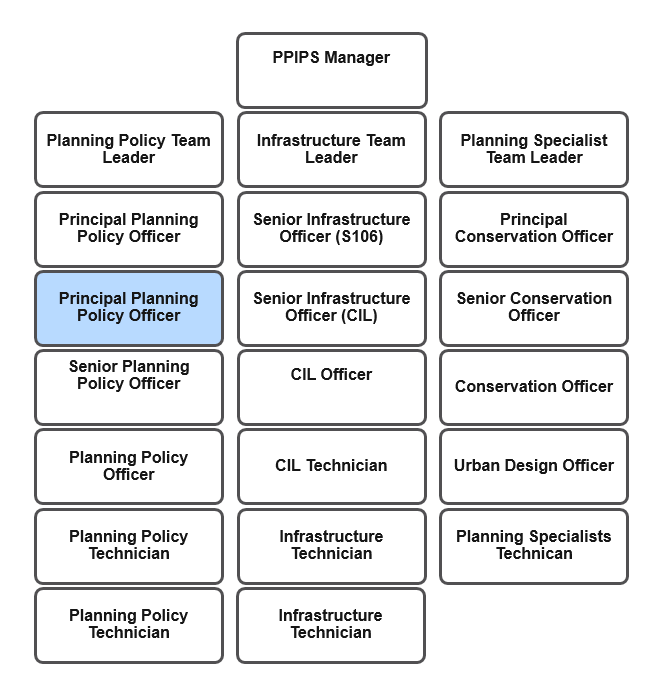 PPIPS Manager
Planning Policy Team
Leader
Infrastructure Team
Leader
Planning Specialist
Team Leader
Principal Planning
Policy Officer
Senior Infrastructure
Officer (S106)
Principal
Conservation Officer
Principal Planning
Policy Officer
Senior Infrastructure
Officer (CIL)
Senior Conservation
Officer
Senior Planning
Policy Officer
CIL Officer
Conservation Officer
Planning Policy
Officer
CIL Technician
Urban Design Officer
Planning Policy
Technician
Infrastructure
Technician
Planning Specialists
Technican
Planning Policy
Technician
Infrastructure
Technician